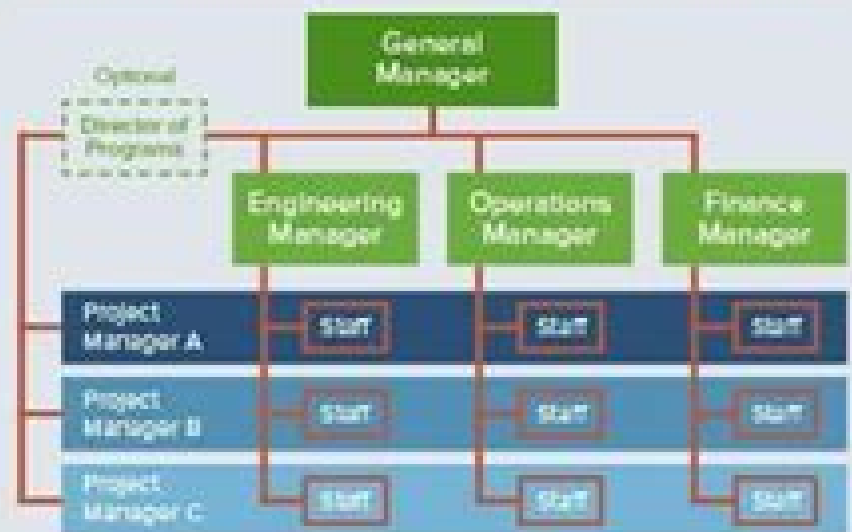 General
Manager
Optional
Director of
Programs
Engineering
Manager
Operations
Manager
Finance
Manager
Project
Manager A
Staff
Staff
Staff
Project
Manager B
Staff
Staff
Staff
Project
Manager C
Staff
Staff
Staff